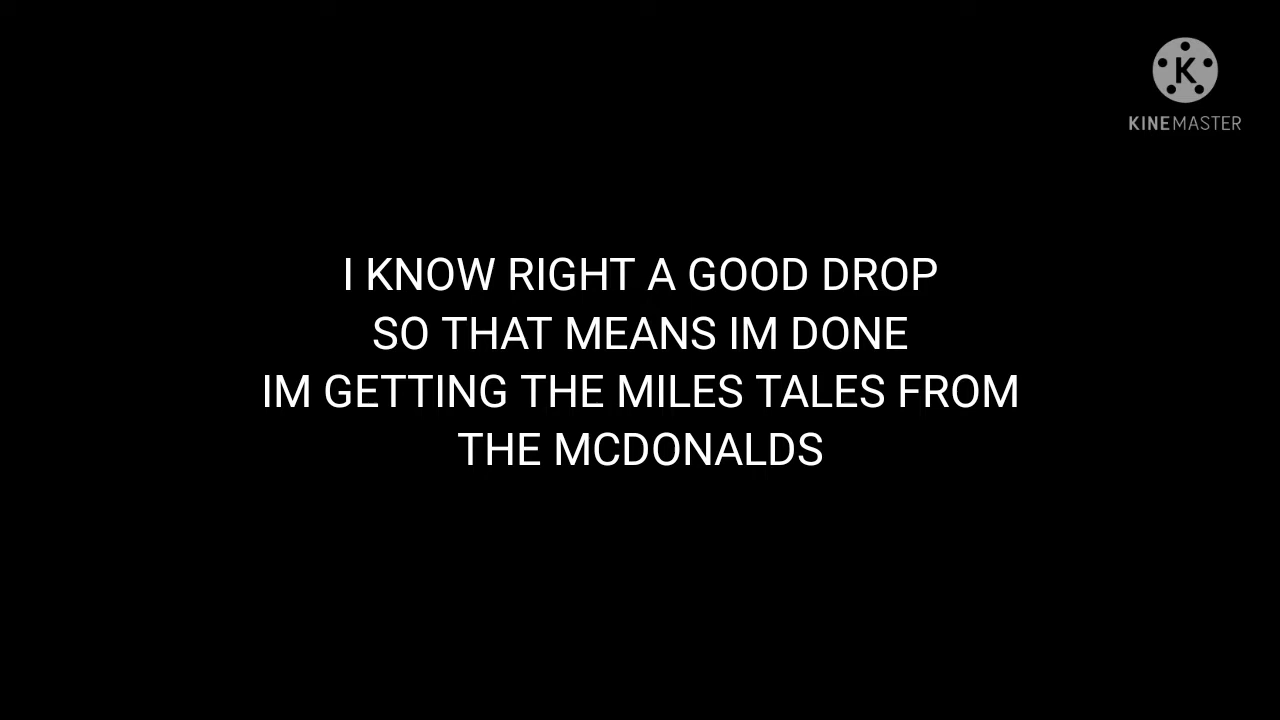 K
KINEMASTER
I KNOW RIGHT A GOOD DROP
SO THAT MEANS IM DONE
IM GETTING THE MILES TALES FROM
THE MCDONALDS